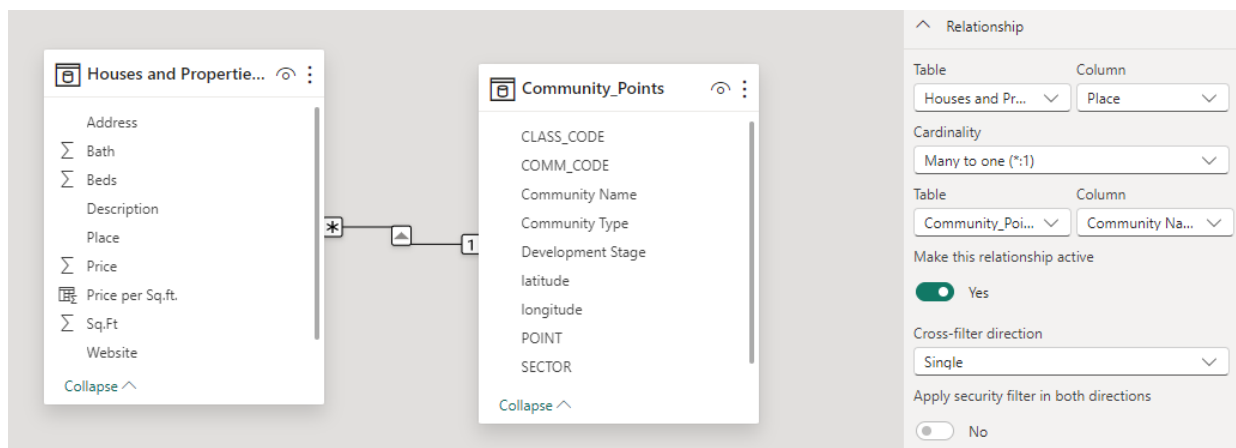 Houses and Propertie...
Address
Bath
Beds
Description
Place
Price
Price per Sq.ft.
Sq.Ft
Website
Collapse
*
1
Community_Points
CLASS_CODE
COMM_CODE
Community Name
Community Type
Development Stage
latitude
longitude
POINT
SECTOR
Collapse
Relationship
Table Column
Houses and Pr... Place
Cardinality
Many to one (*:1)
Table Column
Community_Poi... Community Na...
Make this relationship active
Yes
Cross-filter direction
Single
Apply security filter in both directions
No